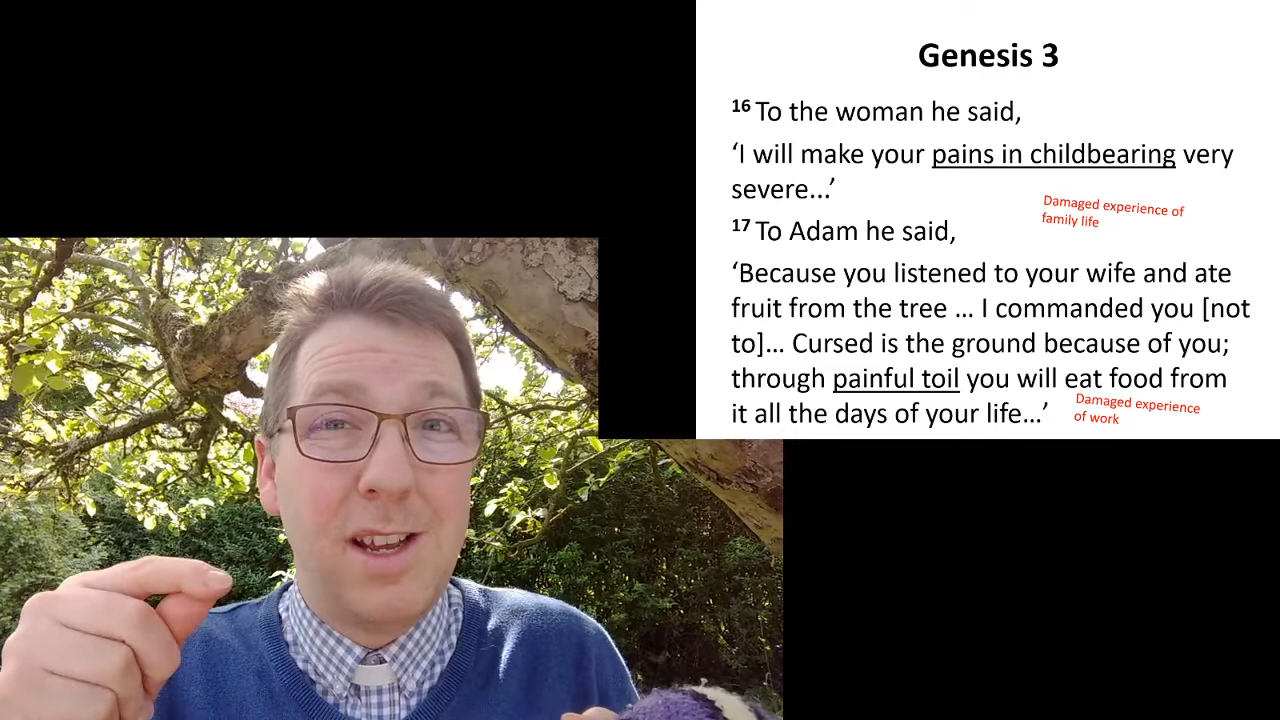 Genesis 3
16 To the woman he said,
‘I will make your pains in childbearing very
severe...’
Damaged experience of
family life
17 To Adam he said,
‘Because you listened to your wife and ate
fruit from the tree … I commanded you [not
to]… Cursed is the ground because of you;
through painful toil you will eat food from
it all the days of your life…’
Damaged experience
of work